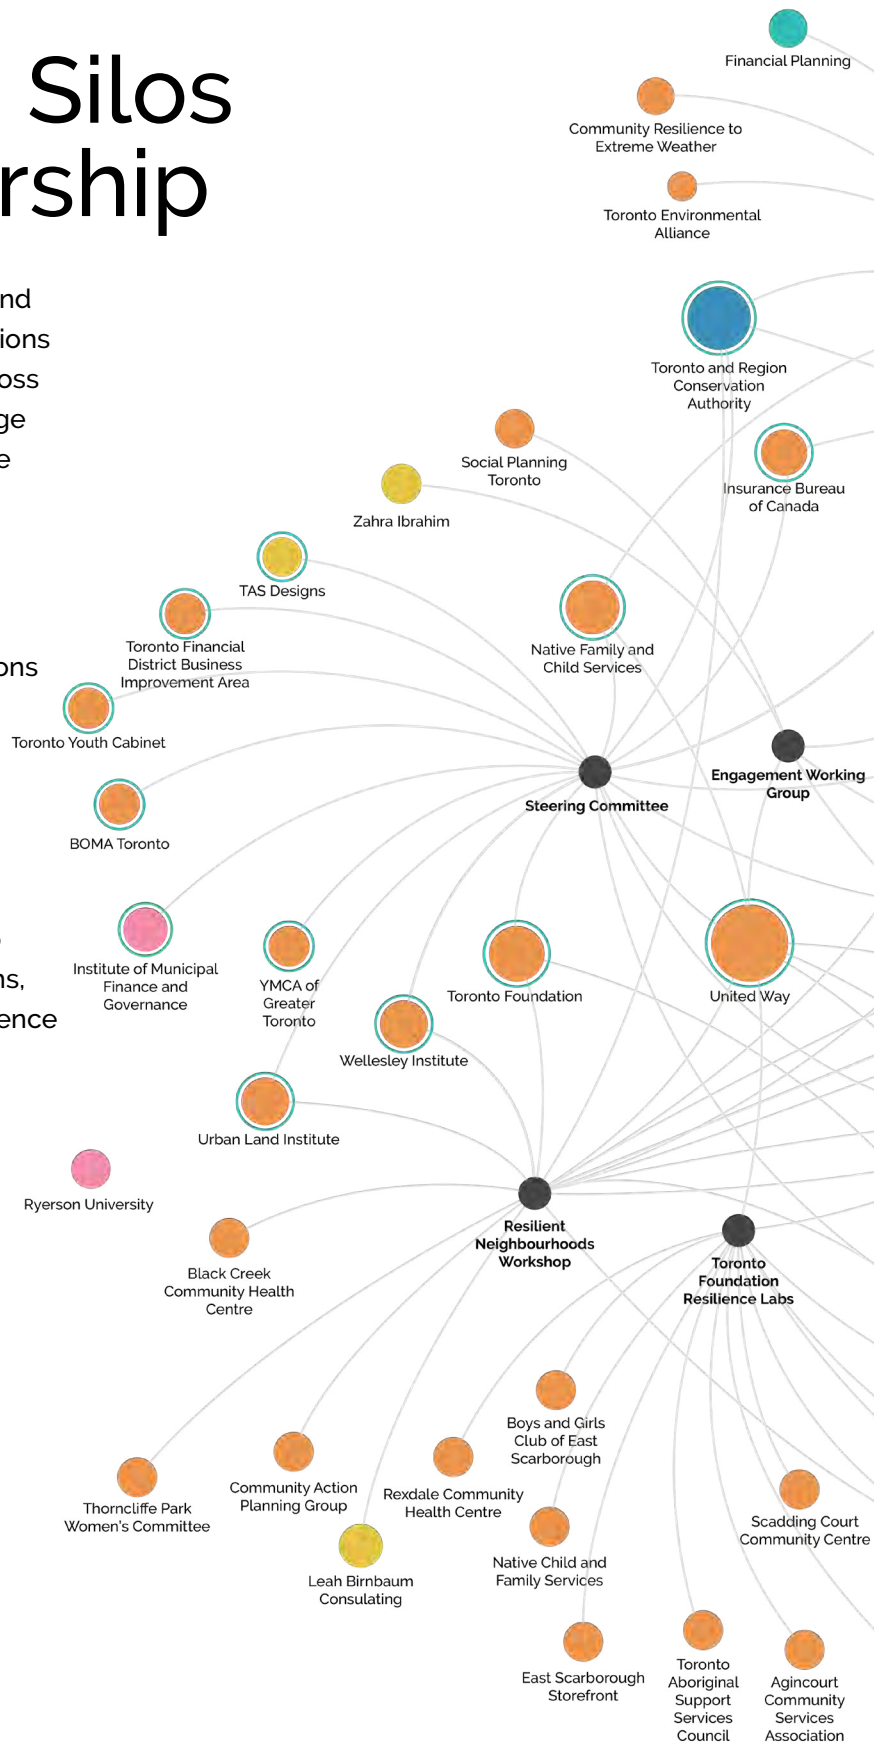 Silos
rship
nd
ions
oss
ge
e
ons
ns,
ence
Financial Planning
Community Resilience to
Extreme Weather
Toronto Environmental
Alliance
Toronto and Region
Conservation
Authority
Social Planning
Toronto
Insurance Bureau
of Canada
Zahra Ibrahim
TAS Designs
Toronto Financial
District Business
Improvement Area
Native Family and
Child Services
Toronto Youth Cabinet
Engagement Working
Group
Steering Committee
BOMA Toronto
Institute of Municipal
Finance and
Governance
YMCA of
Greater
Toronto
Toronto Foundation
United Way
Wellesley Institute
Urban Land Institute
Ryerson University
Resilient
Neighbourhoods
Workshop
Black Creek
Community Health
Centre
Toronto
Foundation
Resilience Labs
Boys and Girls
Club of East
Scarborough
Community Action
Planning Group
Rexdale Community
Health Centre
Thorncliffe Park
Women's Committee
Scadding Court
Community Centre
Native Child and
Family Services
Leah Birnbaum
Consulating
East Scarborough
Storefront
Toronto
Aboriginal
Support
Services
Council
Agincourt
Community
Services
Association